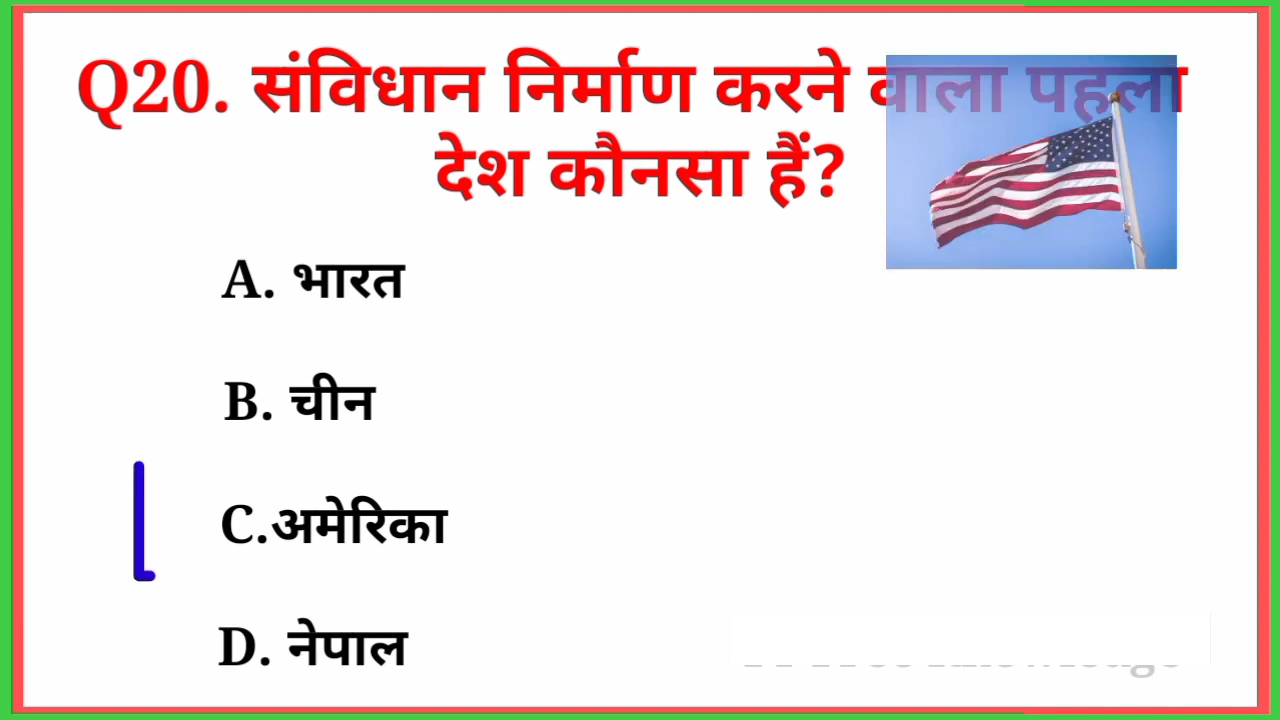 Q20. संविधान निर्माण करने वाला पहला
देश कौनसा हैं?
A. भारत
B. चीन
C.अमेरिका
D. नेपाल